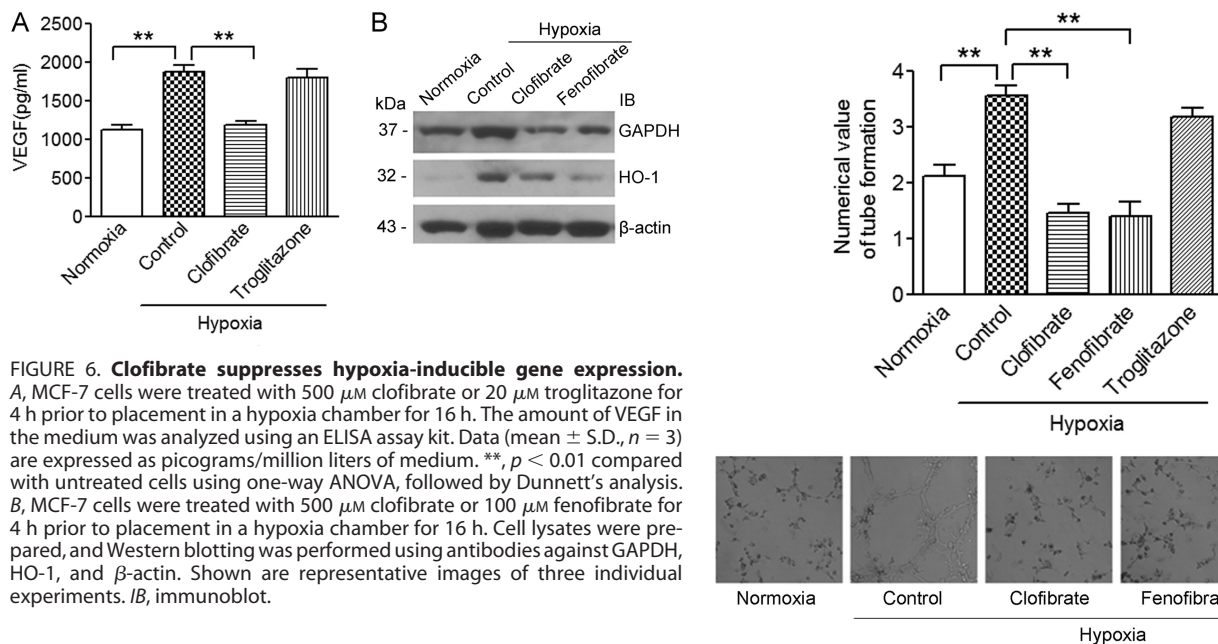 A
2500
2000
1500
1000
500
0
VEGF(pg/ml)
**
**
Normoxia
Control
Clofibrate
Troglitazone
Hypoxia
B
Hypoxia
Normoxia
Control
Clofibrate
Fenofibrate
kDa
IB
37 -
GAPDH
32 -
HO-1
43 -
β-actin
FIGURE 6. Clofibrate suppresses hypoxia-inducible gene expression.
A, MCF-7 cells were treated with 500 μM clofibrate or 20 μM troglitazone for
4 h prior to placement in a hypoxia chamber for 16 h. The amount of VEGF in
the medium was analyzed using an ELISA assay kit. Data (mean ± S.D., n = 3)
are expressed as picograms/million liters of medium. **, p < 0.01 compared
with untreated cells using one-way ANOVA, followed by Dunnett's analysis.
B, MCF-7 cells were treated with 500 μM clofibrate or 100 μM fenofibrate for
4 h prior to placement in a hypoxia chamber for 16 h. Cell lysates were pre-
pared, and Western blotting was performed using antibodies against GAPDH,
HO-1, and β-actin. Shown are representative images of three individual
experiments. IB, immunoblot.
**
**
**
4
3
2
1
0
Numerical value
of tube formation
Normoxia
Control
Clofibrate
Fenofibrate
Troglitazone
Hypoxia
Normoxia
Control
Clofibrate
Fenofibra
Hypoxia